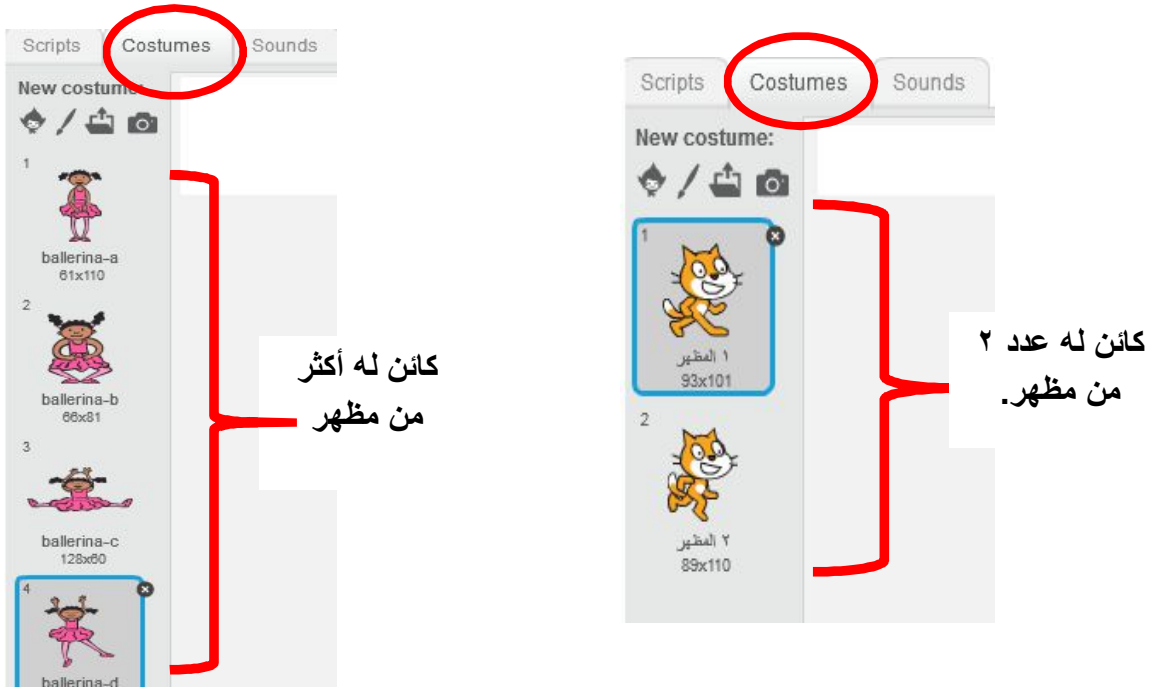 Scripts Costumes Sounds
New costume:
1
ballerina-a
61x110
2
ballerina-b
66x81
3
ballerina-c
128x60
4
ballerina-d
كائن له أكثر
من مظهر
Scripts Costumes Sounds
New costume:
1
١ المظهر
93x101
2
٢ المظهر
89x110
كائن له عدد ٢
من مظهر.